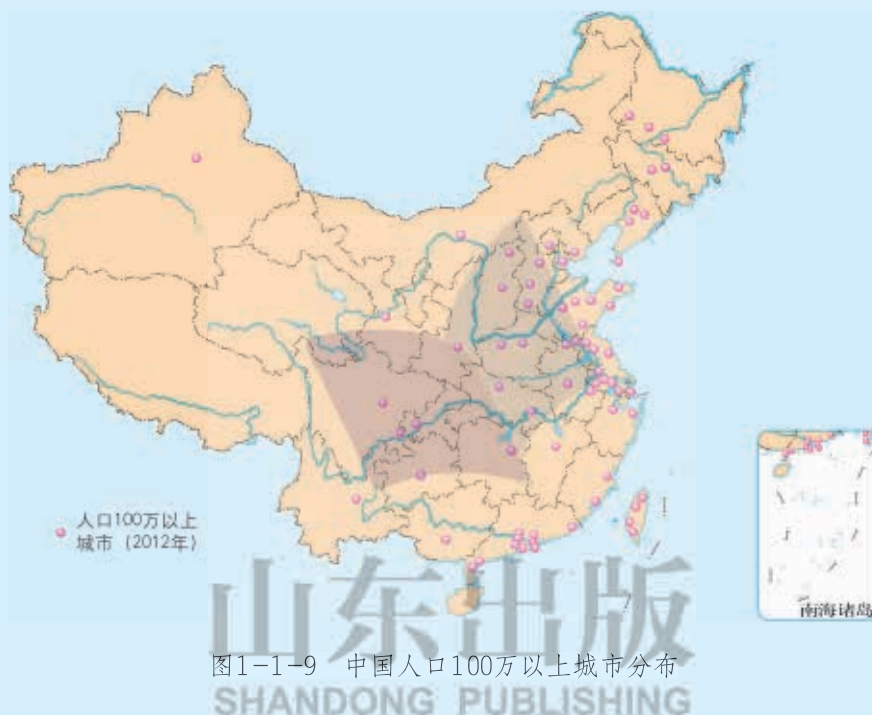 人口100万以上
城市（2012年）
南海诸岛
山东出版
图1-1-9 中国人口100万以上城市分布
SHANDONG PUBLISHING